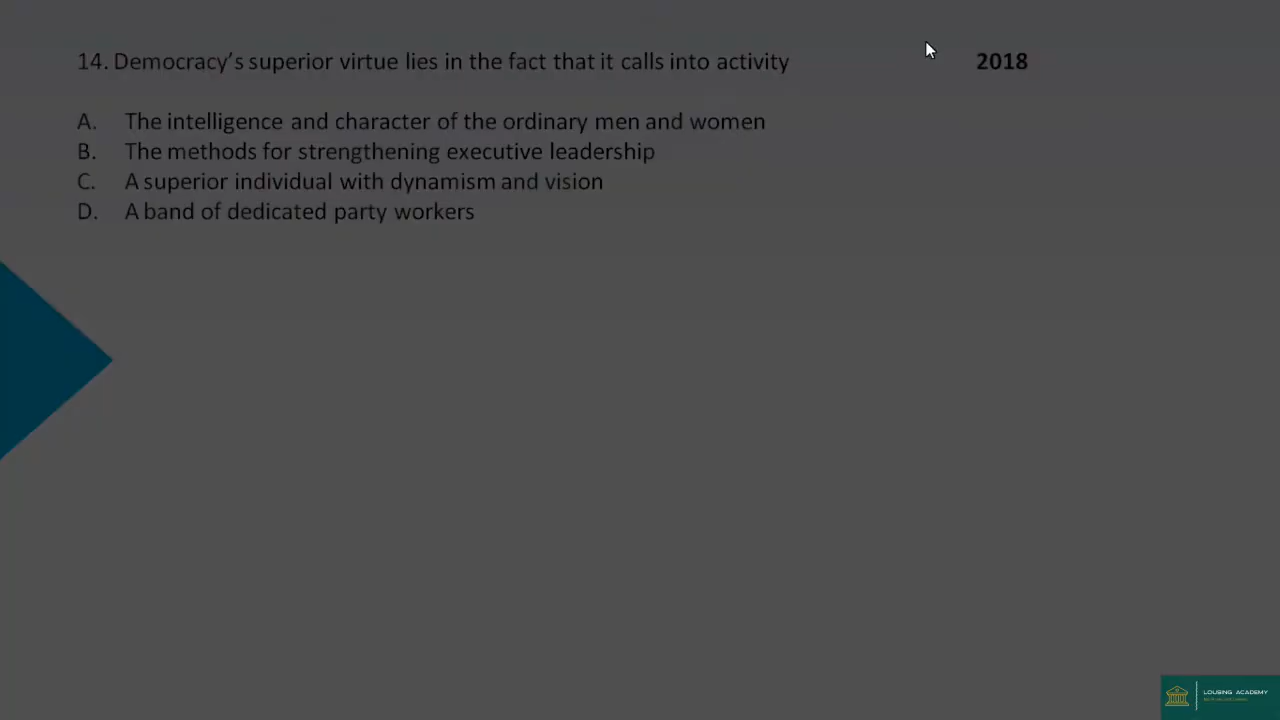 14. Democracy's superior virtue lies in the fact that it calls into activity 2018
A. The intelligence and character of the ordinary men and women
B. The methods for strengthening executive leadership
C. A superior individual with dynamism and vision
D. A band of dedicated party workers
LOUSING ACADEMY